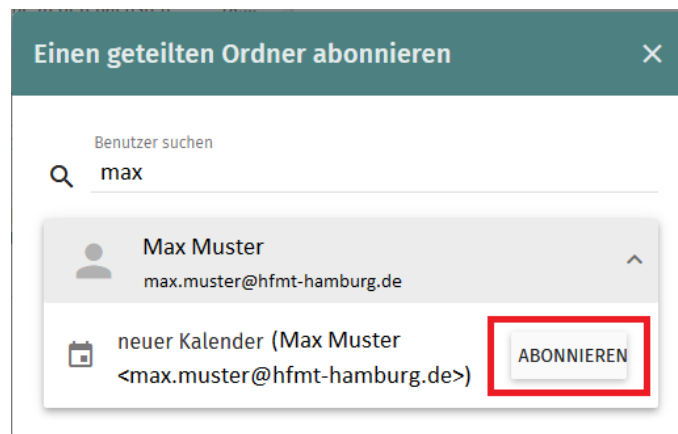 Einen geteilten Ordner abonnieren
Benutzer suchen
max
Max Muster
max.muster@hfmt-hamburg.de
neuer Kalender (Max Muster
<max.muster@hfmt-hamburg.de>)
ABONNIEREN